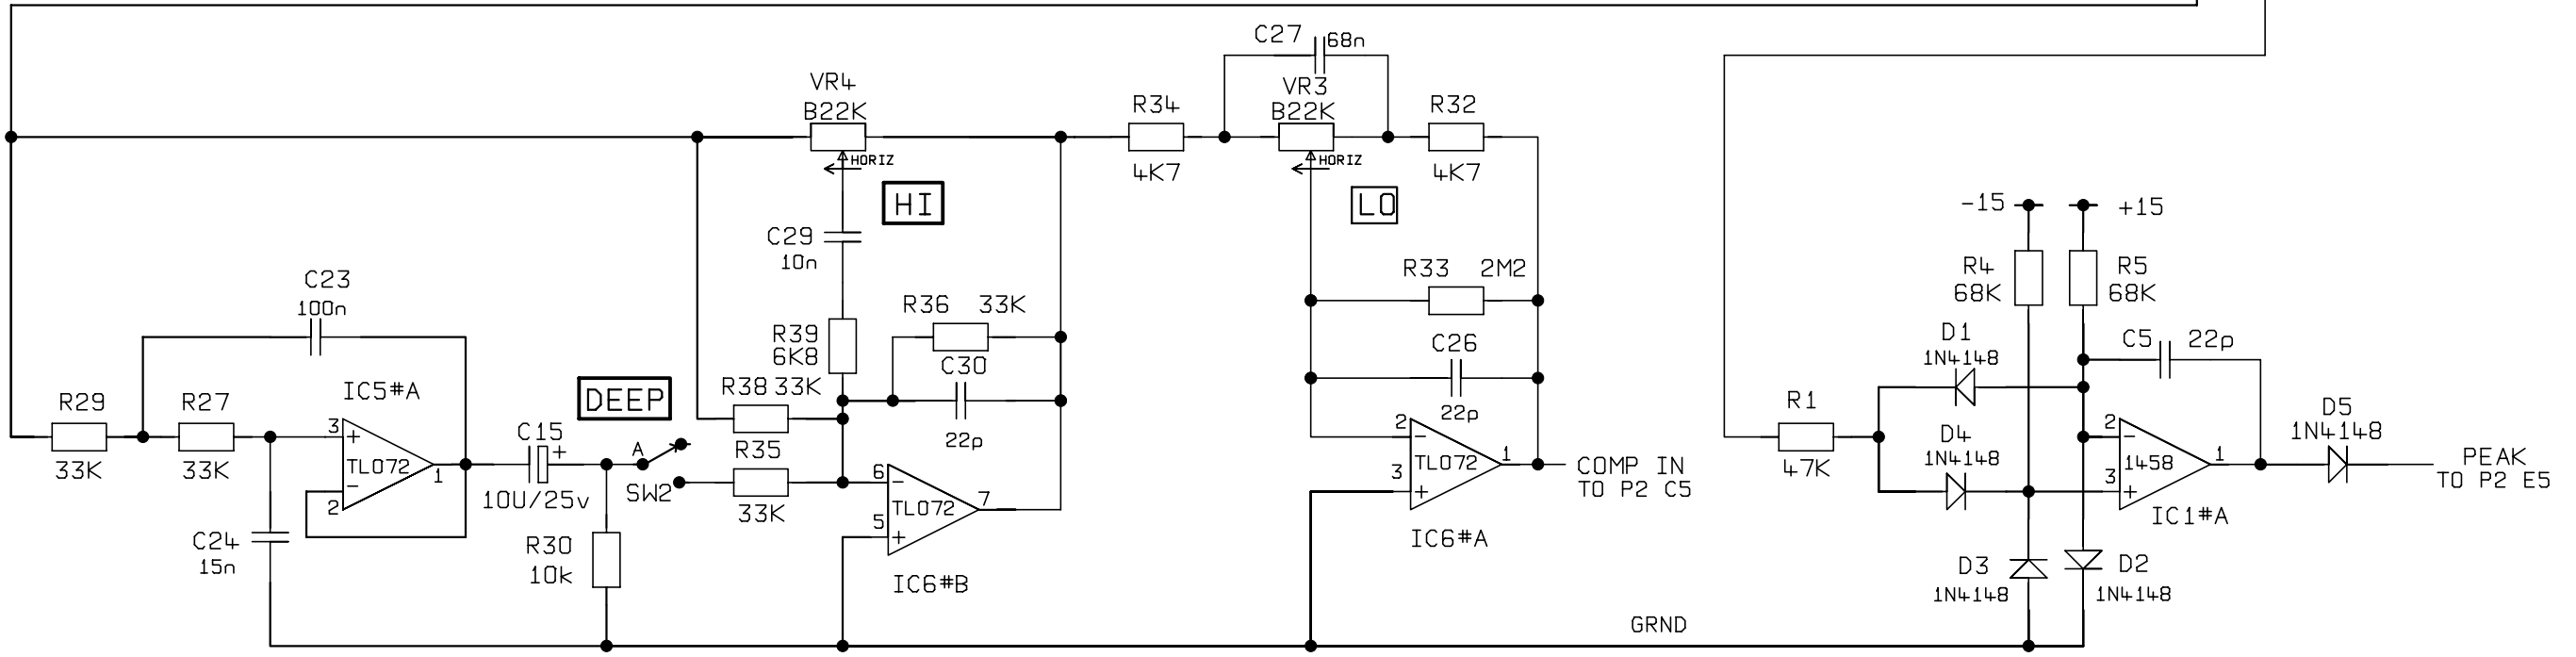 C27
68n
VR4
B22K
R34
4K7
VR3
B22K
R32
4K7
HORIZ
HORIZ
HI
LO
C29
10n
-15
+15
R33 2M2
R4
68K
R5
68K
C23
100n
R36 33K
R39
6K8
C30
22p
C26
22p
D1
1N4148
C5 22p
IC5#A
DEEP
R38 33K
R29
33K
R27
33K
3
+
TL072
-
2
1
C15
+
10U/25v
A
SW2
R35
33K
6
-
TL072
7
5
+
IC6#B
2
-
TL072
1
3
+
IC6#A
COMP IN
TO P2 C5
R1
47K
D4
1N4148
2
-
1458
1
3
+
IC1#A
D5
1N4148
PEAK
TO P2 E5
C24
15n
R30
10k
D3
1N4148
D2
1N4148
GRND